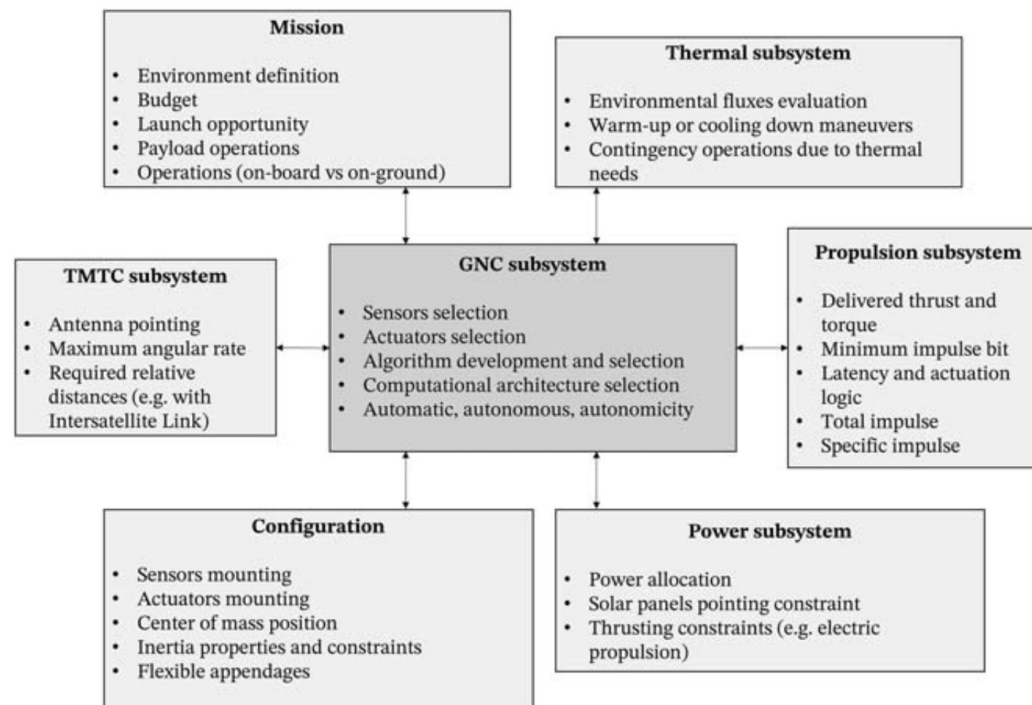 Mission
• Environment definition
• Budget
• Launch opportunity
• Payload operations
• Operations (on-board vs on-ground)
Thermal subsystem
• Environmental fluxes evaluation
• Warm-up or cooling down maneuvers
• Contingency operations due to thermal
needs
TMTC subsystem
• Antenna pointing
• Maximum angular rate
• Required relative
distances (e.g. with
Intersatellite Link)
GNC subsystem
• Sensors selection
• Actuators selection
• Algorithm development and selection
• Computational architecture selection
• Automatic, autonomous, autonomicity
Propulsion subsystem
• Delivered thrust and
torque
• Minimum impulse bit
• Latency and actuation
logic
• Total impulse
• Specific impulse
Configuration
• Sensors mounting
• Actuators mounting
• Center of mass position
• Inertia properties and constraints
• Flexible appendages
Power subsystem
• Power allocation
• Solar panels pointing constraint
• Thrusting constraints (e.g. electric
propulsion)